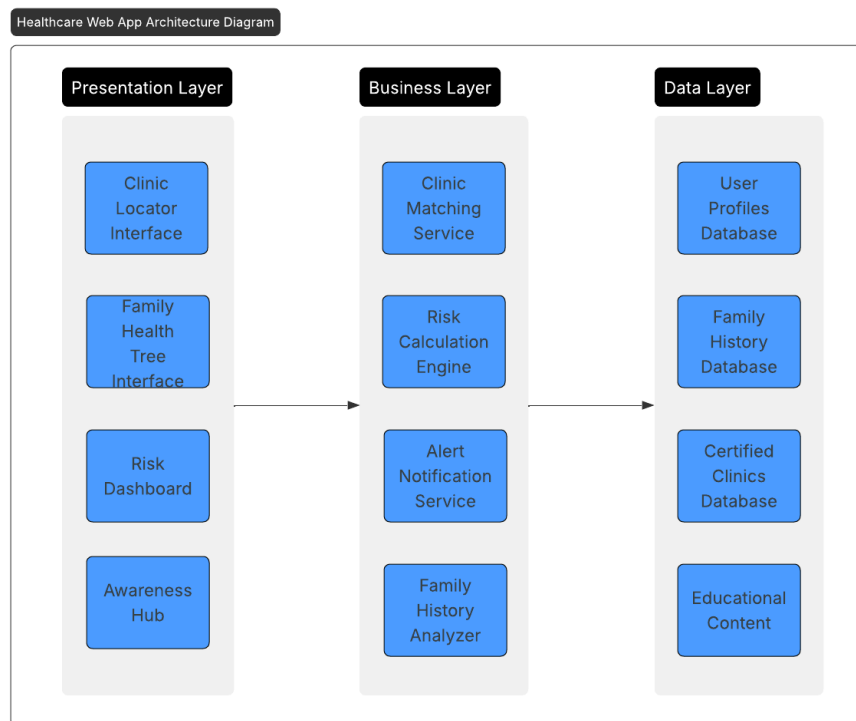 Healthcare Web App Architecture Diagram
Presentation Layer
Clinic
Locator
Interface
Family
Health
Tree
Interface
Risk
Dashboard
Awareness
Hub
Business Layer
Clinic
Matching
Service
Risk
Calculation
Engine
Alert
Notification
Service
Family
History
Analyzer
Data Layer
User
Profiles
Database
Family
History
Database
Certified
Clinics
Database
Educational
Content